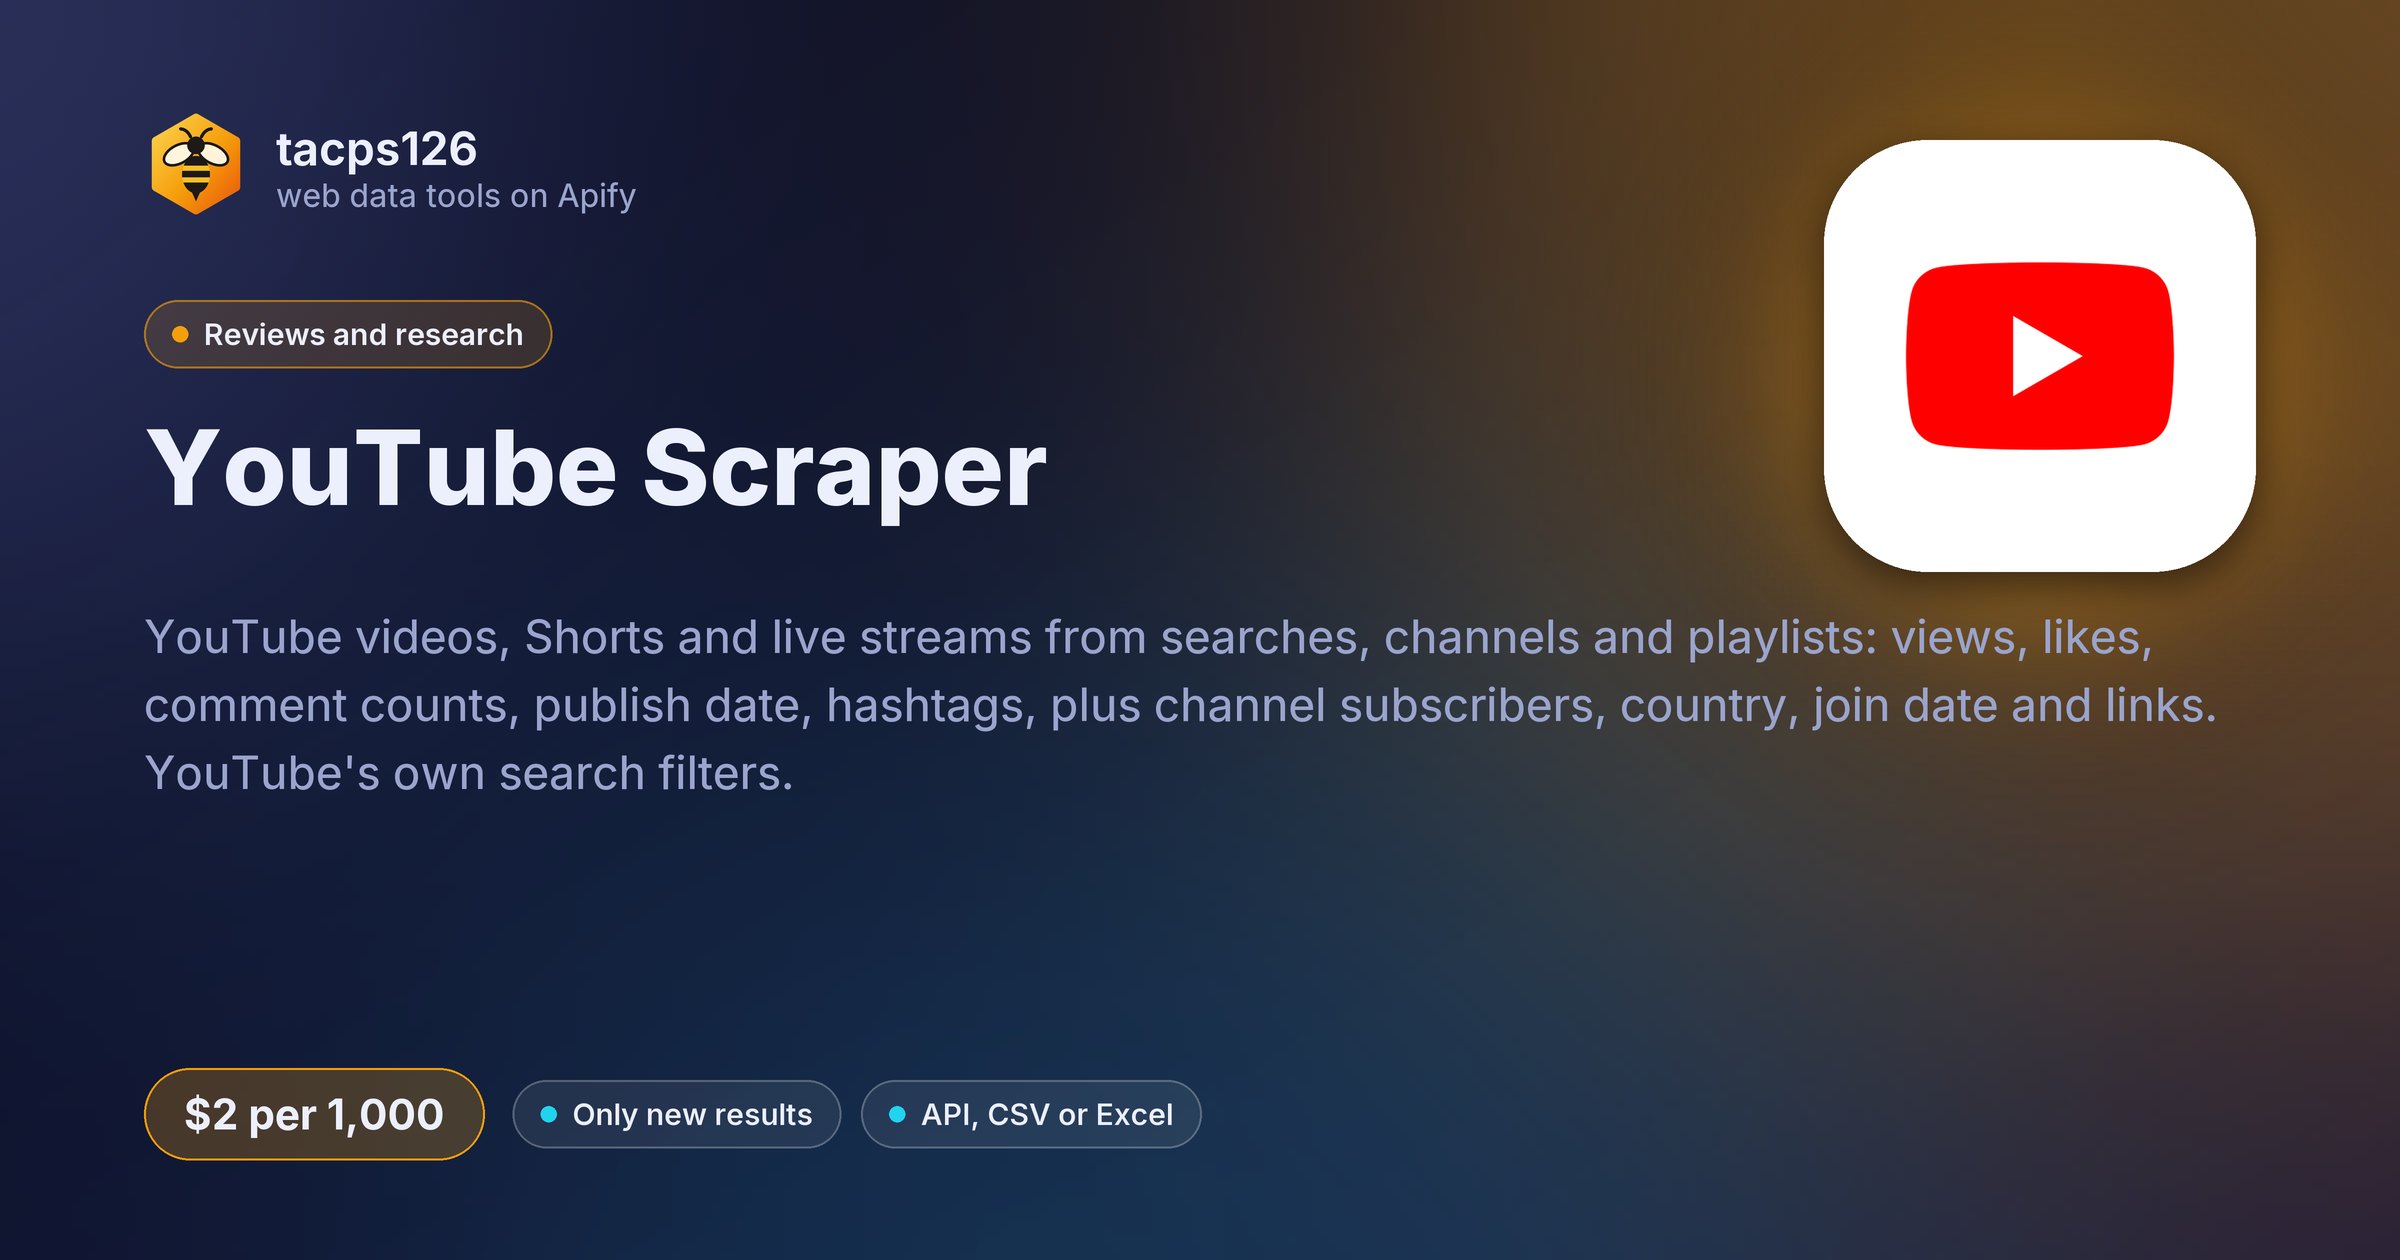 tacps126
web data tools on Apify
Reviews and research
YouTube Scraper
YouTube videos, Shorts and live streams from searches, channels and playlists: views, likes,
comment counts, publish date, hashtags, plus channel subscribers, country, join date and links.
YouTube's own search filters.
$2 per 1,000
Only new results
API, CSV or Excel